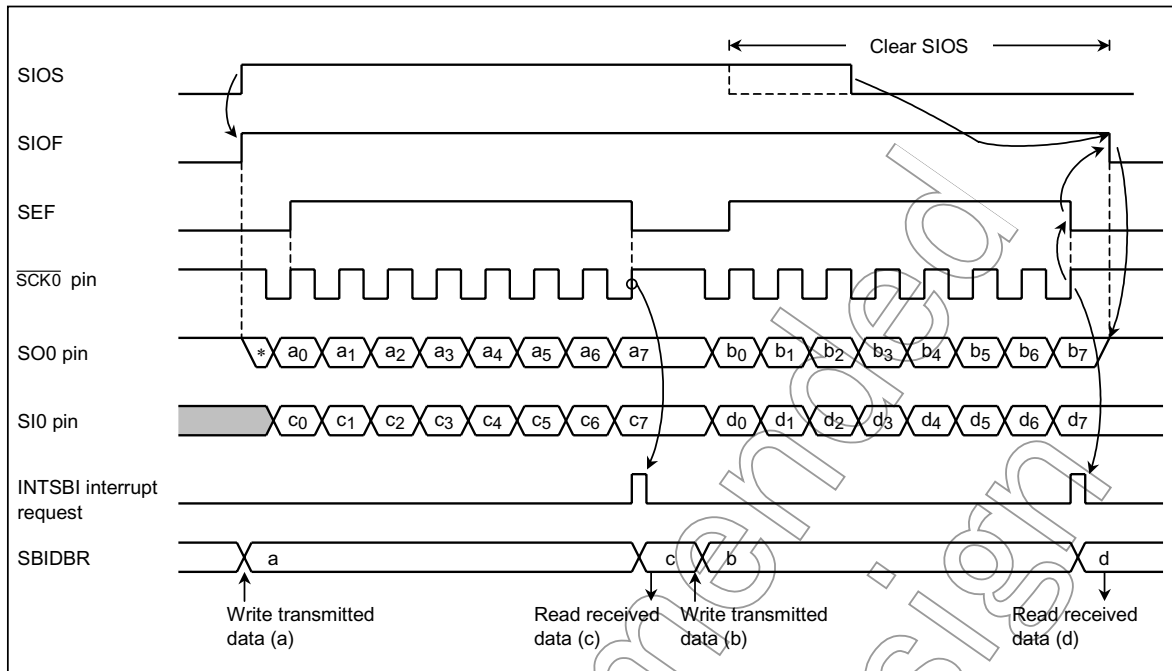 Clear SIOS
SIOS
SIOF
SEF
SCK0 pin
SO0 pin
* a0 a1 a2 a3 a4 a5 a6 a7 b0 b1 b2 b3 b4 b5 b6 b7
SI0 pin
c0 c1 c2 c3 c4 c5 c6 c7 d0 d1 d2 d3 d4 d5 d6 d7
INTSBI interrupt
request
SBIDBR
a c b d
Write transmitted
data (a)
Read received
data (c)
Write transmitted
data (b)
Read received
data (d)